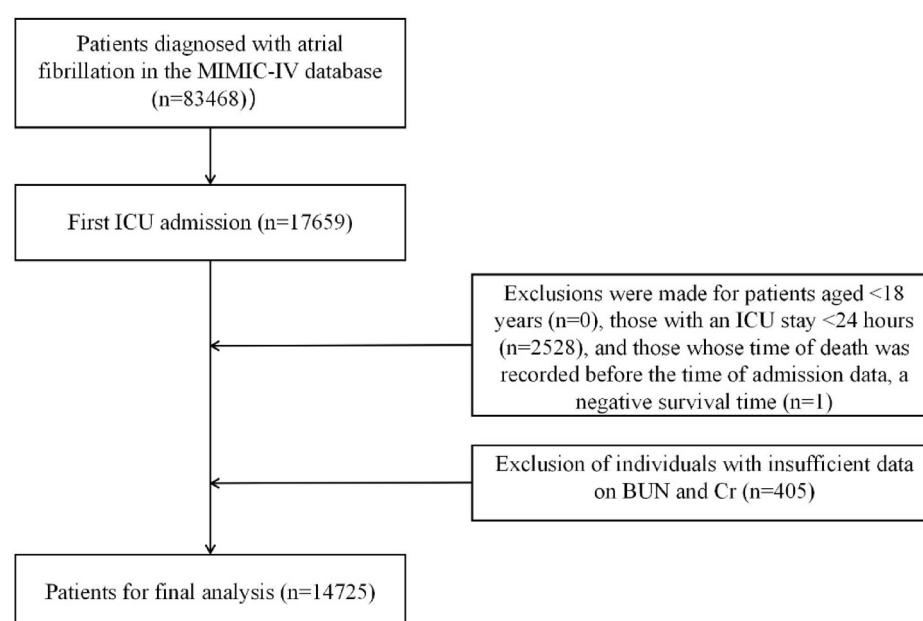 Patients diagnosed with atrial
fibrillation in the MIMIC-IV database
(n=83468))
First ICU admission (n=17659)
Exclusions were made for patients aged <18
years (n=0), those with an ICU stay <24 hours
(n=2528), and those whose time of death was
recorded before the time of admission data, a
negative survival time (n=1)
Exclusion of individuals with insufficient data
on BUN and Cr (n=405)
Patients for final analysis (n=14725)